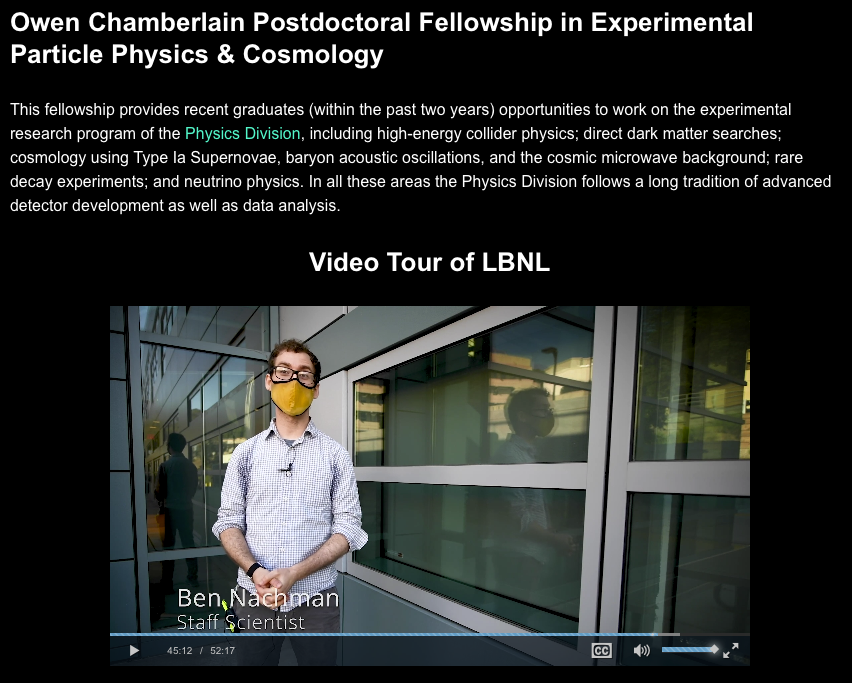 Owen Chamberlain Postdoctoral Fellowship in Experimental
Particle Physics & Cosmology
This fellowship provides recent graduates (within the past two years) opportunities to work on the experimental
research program of the Physics Division, including high-energy collider physics; direct dark matter searches;
cosmology using Type Ia Supernovae, baryon acoustic oscillations, and the cosmic microwave background; rare
decay experiments; and neutrino physics. In all these areas the Physics Division follows a long tradition of advanced
detector development as well as data analysis.
Video Tour of LBNL
Ben Nachman
Staff Scientist
45:12 / 52:17
CC